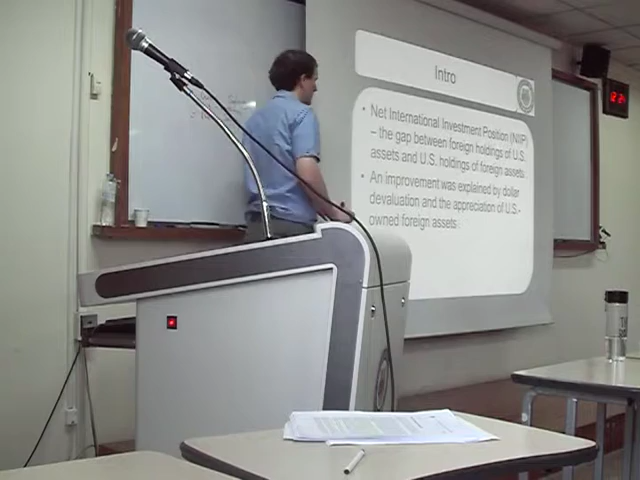 Intro
• Net International Investment Position (NIIP)
– the gap between foreign holdings of U.S.
assets and U.S. holdings of foreign assets
• An improvement was explained by dollar
devaluation and the appreciation of U.S.-
owned foreign assets